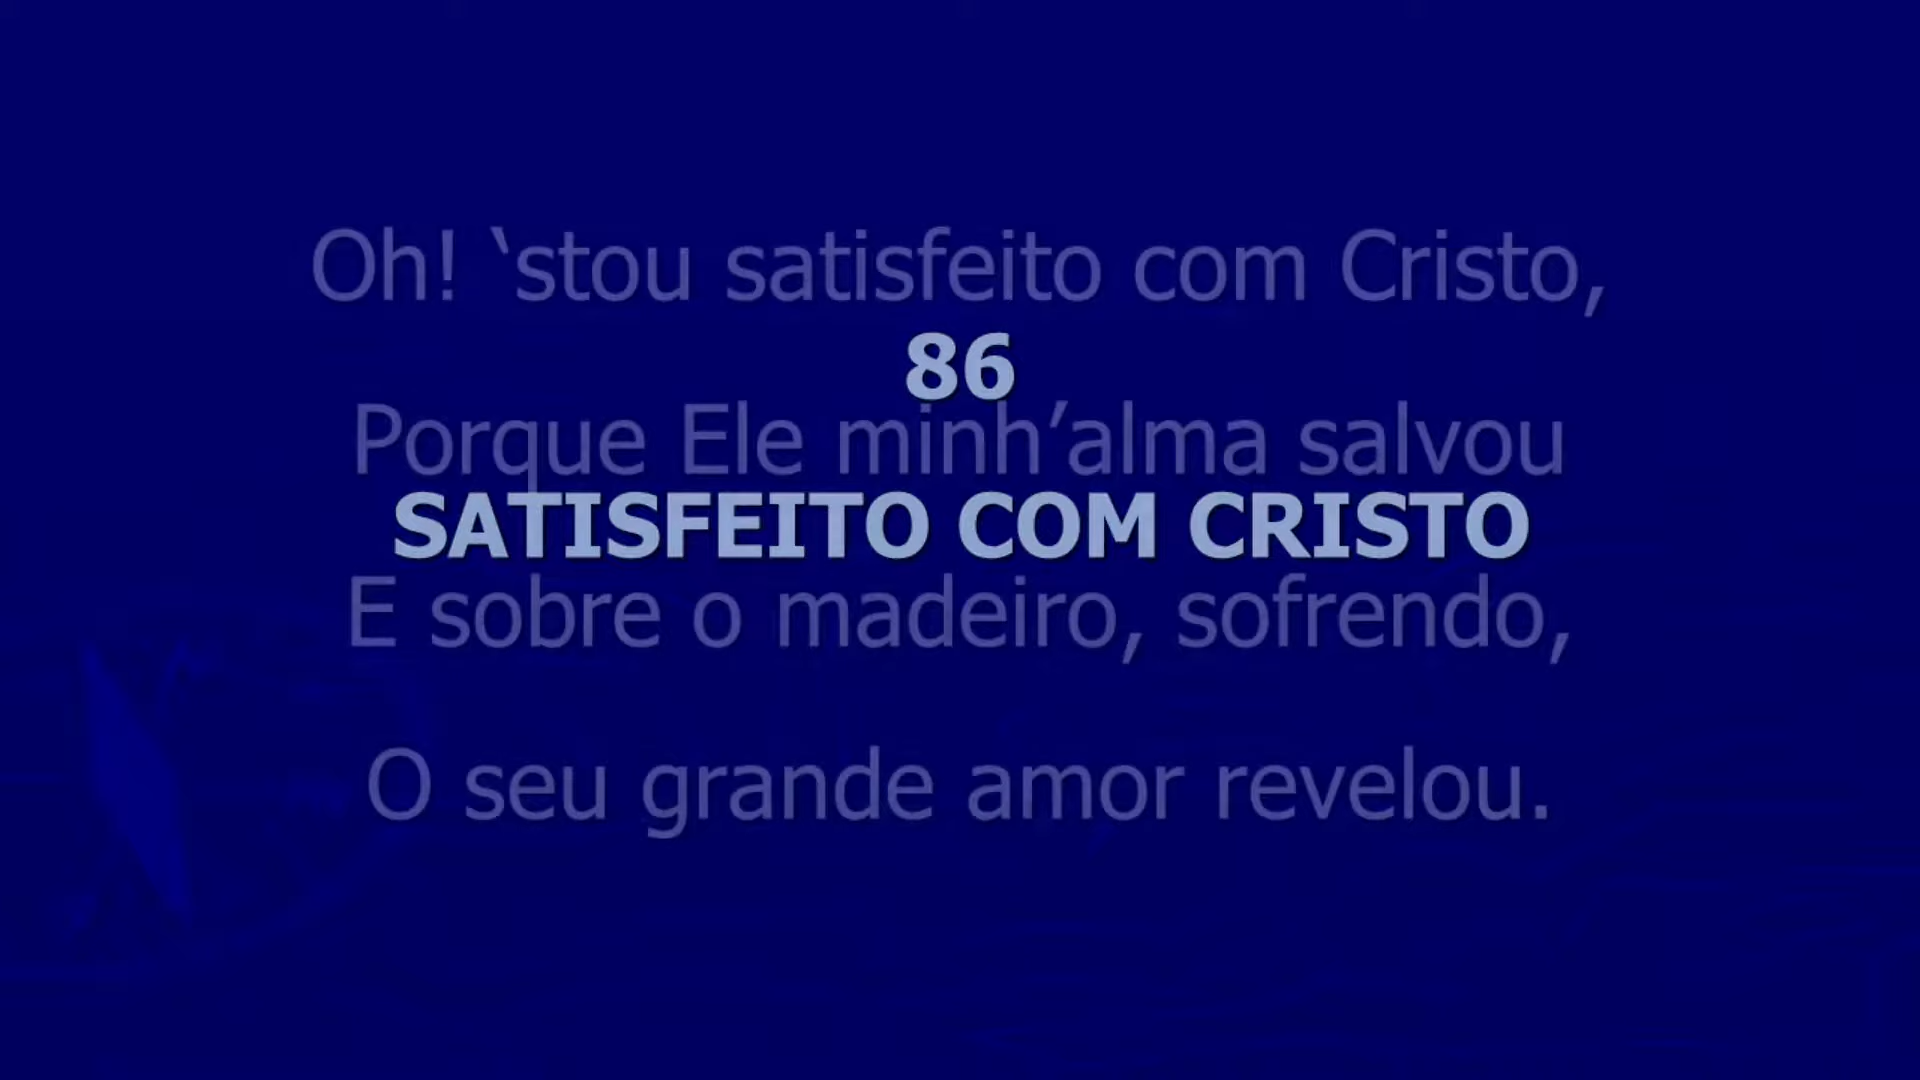 Oh! ‘stou satisfeito com Cristo,
86
Porque Ele minh’alma salvou
SATISFEITO COM CRISTO
E sobre o madeiro, sofrendo,
O seu grande amor revelou.